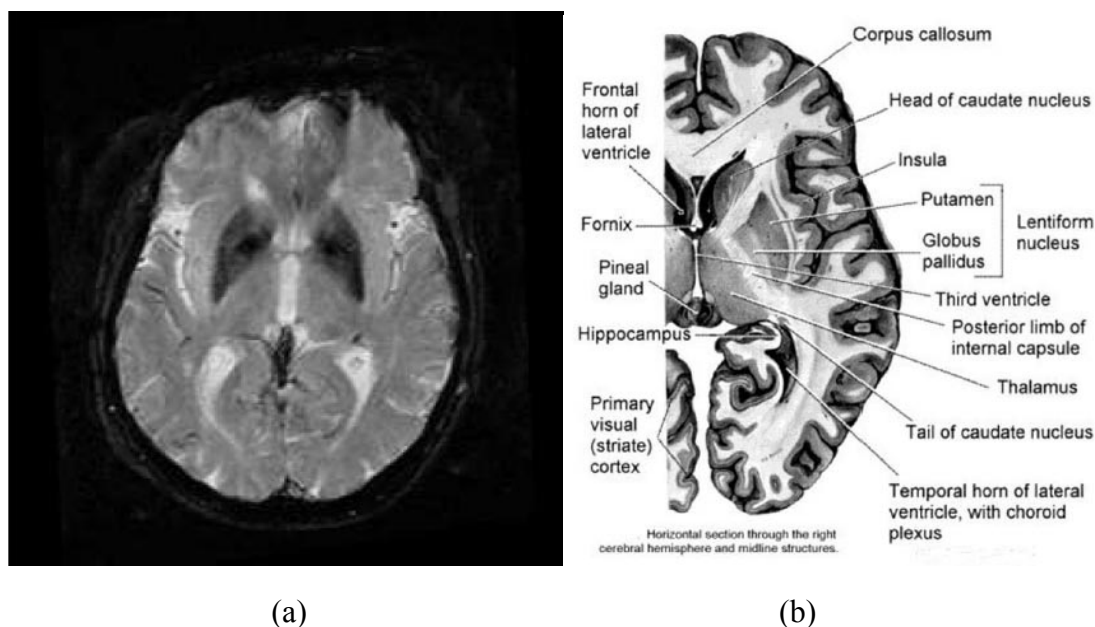 Corpus callosum
Frontal
horn of
lateral
ventricle
Head of caudate nucleus
Insula
Putamen
Lentiform
nucleus
Fornix
Globus
pallidus
Pineal
gland
Third ventricle
Hippocampus
Posterior limb of
internal capsule
Thalamus
Primary
visual
(striate)
cortex
Tail of caudate nucleus
Temporal horn of lateral
ventricle, with choroid
plexus
Horizontal section through the right
cerebral hemisphere and midline structures.
(a)
(b)